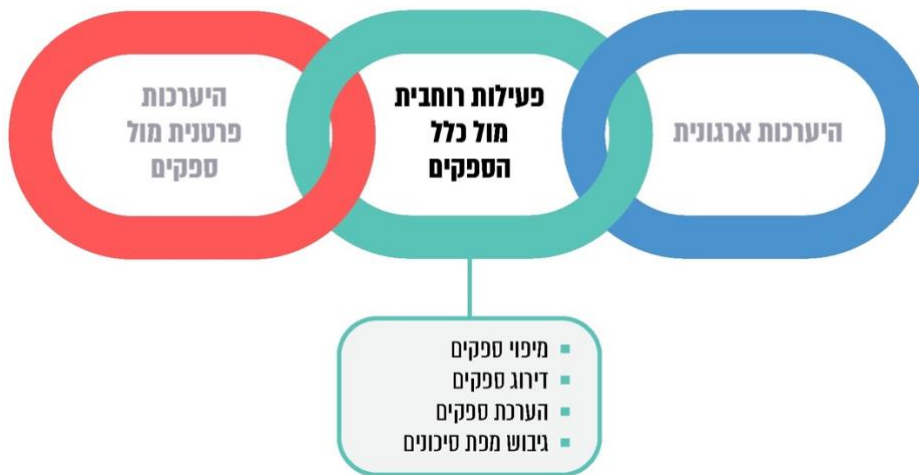 היערכות ארגונית
פעילות רוחבית
מול כלל
הספקים
היערכות
פרטנית מול
ספקים
▪ מיפוי ספקים
▪ דירוג ספקים
▪ הערכת ספקים
▪ גיבוש מפת סיכונים